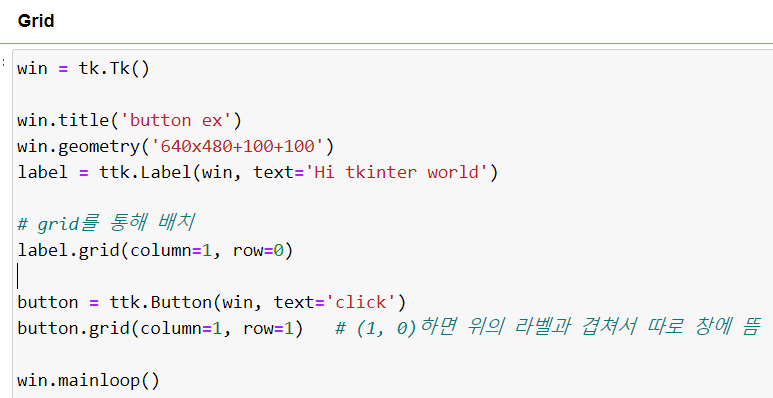 Grid
:
win = tk.Tk()
win.title('button ex')
win.geometry('640x480+100+100')
label = ttk.Label(win, text='Hi tkinter world')
# grid를 통해 배치
label.grid(column=1, row=0)
button = ttk.Button(win, text='click')
button.grid(column=1, row=1)   # (1, 0)하면 위의 라벨과 겹쳐서 따로 창에 뜸
win.mainloop()